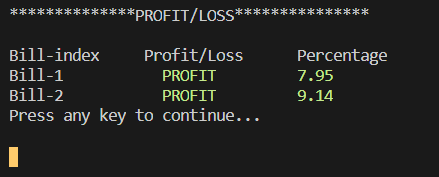 **************PROFIT/LOSS***************
Bill-index Profit/Loss Percentage
Bill-1 PROFIT 7.95
Bill-2 PROFIT 9.14
Press any key to continue...